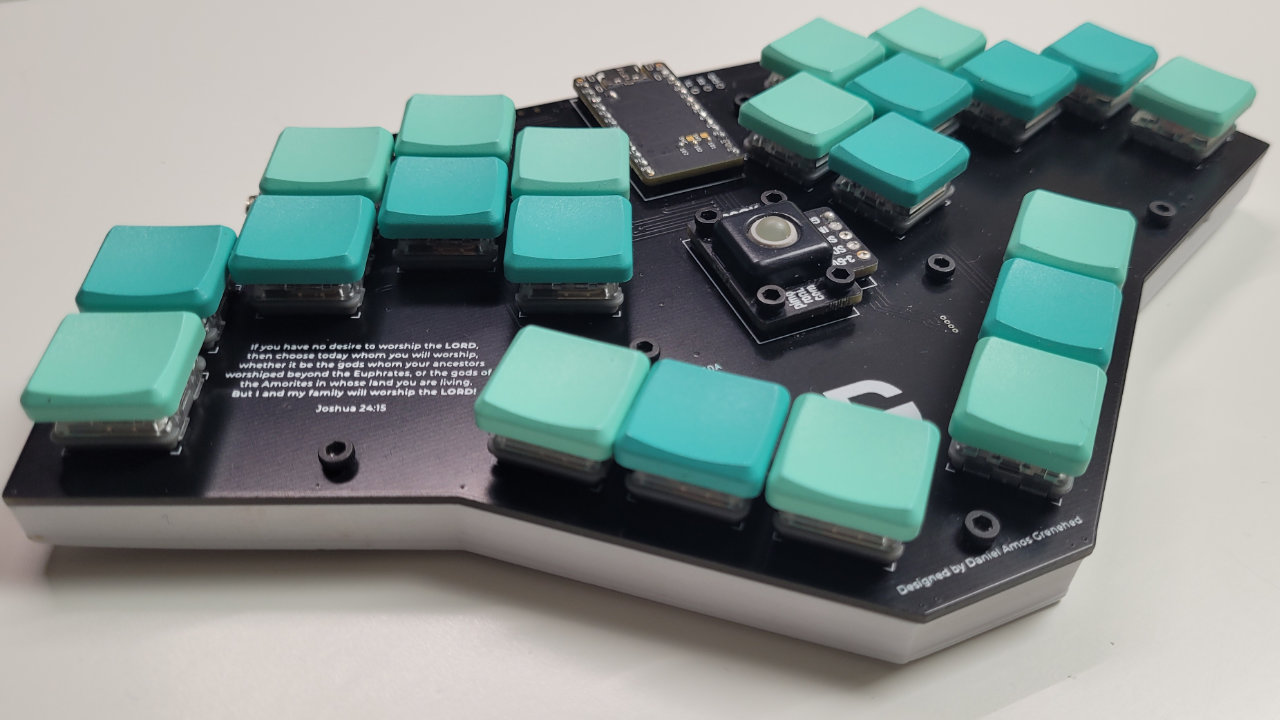 If you have no desire to worship the LORD,
then choose today whom you will worship,
whether it be the gods whom your ancestors
worshiped beyond the Euphrates, or the gods of
the Amorites in whose land you are living.
But I and my family will worship the LORD!
Joshua 24:15
Designed by Daniel Amos Grenehed